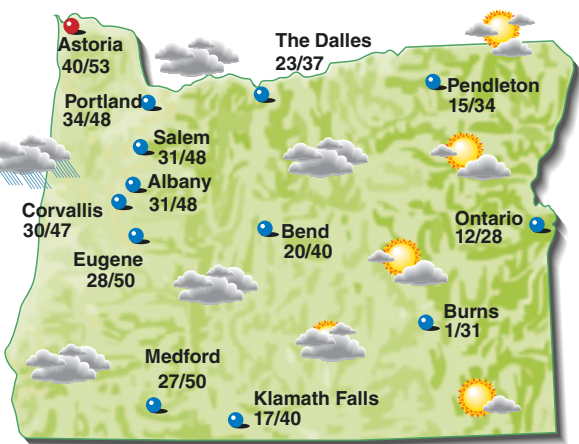 Astoria
40/53
The Dalles
23/37
Portland
34/48
Pendleton
15/34
Salem
31/48
Albany
31/48
Corvallis
30/47
Ontario
12/28
Bend
20/40
Eugene
28/50
Burns
1/31
Medford
27/50
Klamath Falls
17/40